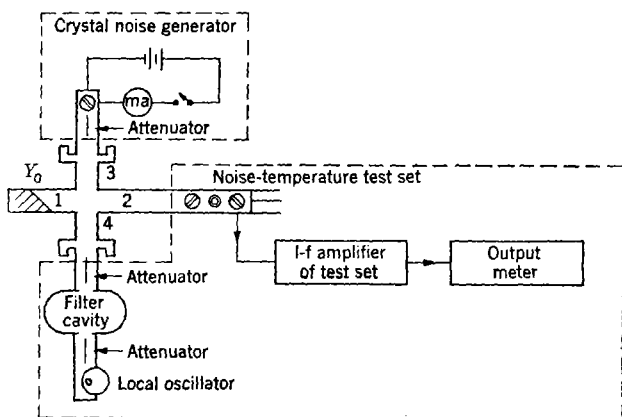 Crystal noise generator
ma
Attenuator
Y₀
3
Noise-temperature test set
1
2
4
I-f amplifier
of test set
Output
meter
Attenuator
Filter
cavity
Attenuator
Local oscillator